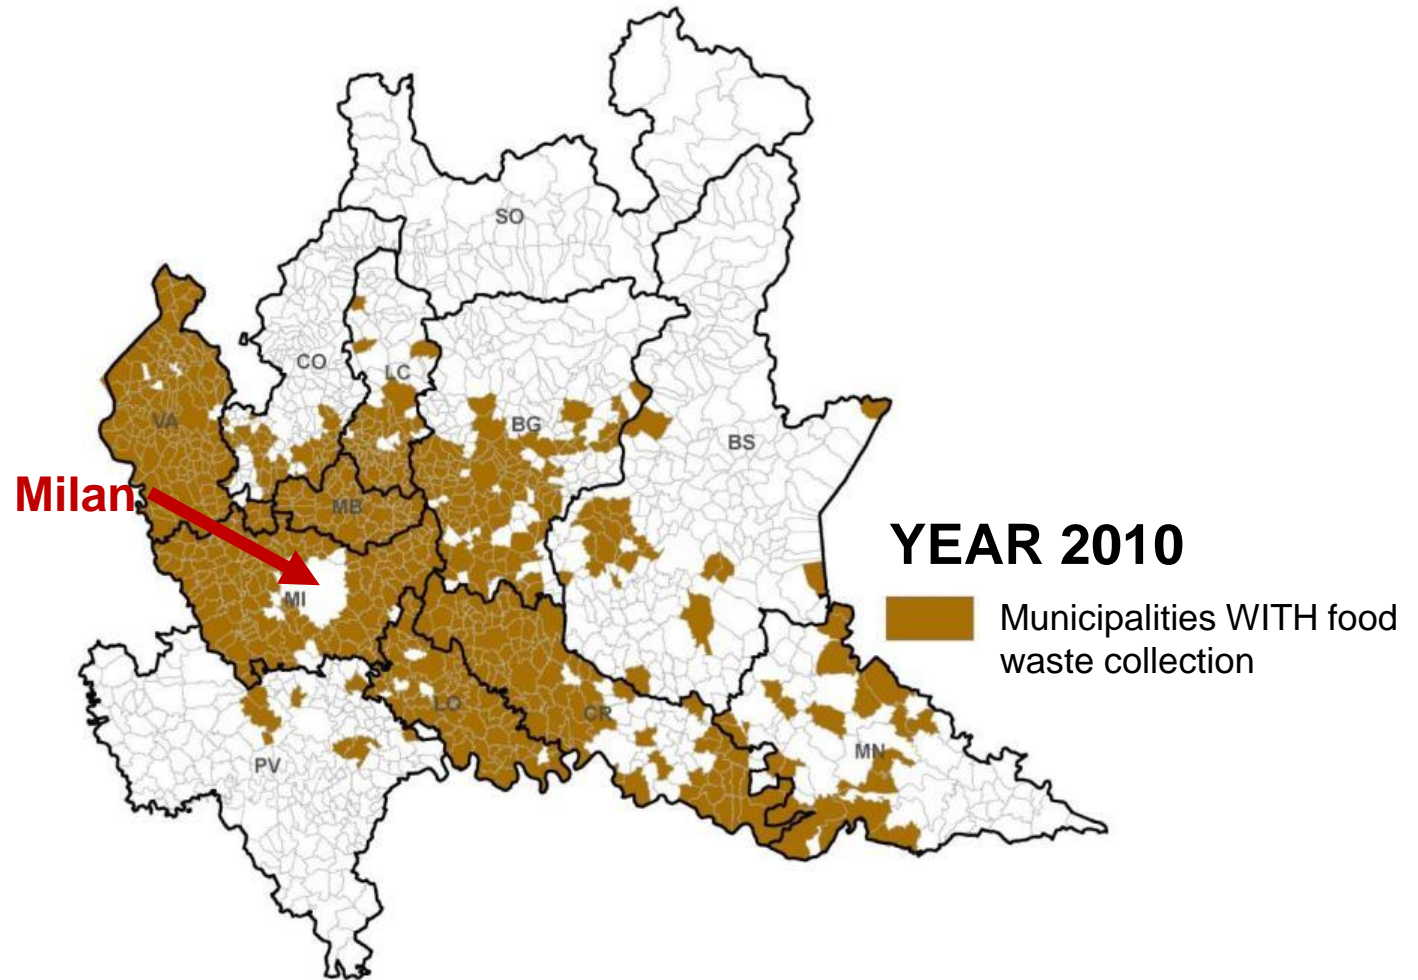 SO
CO
LC
VA
BG
BS
Milan
MB
YEAR 2010
MI
Municipalities WITH food
waste collection
LO
CR
PV
MN